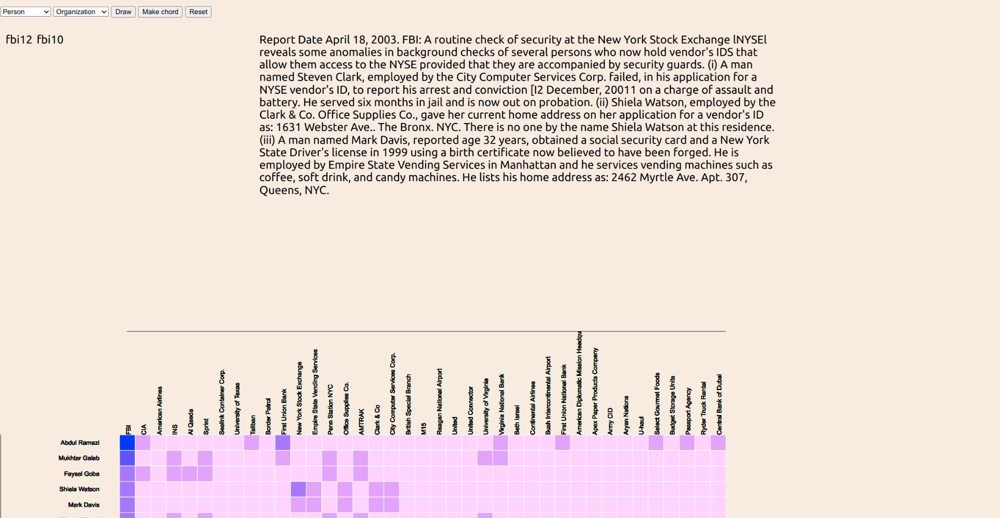 Person Organization Draw Make chord Reset
fbi12 fbi10
Report Date April 18, 2003. FBI: A routine check of security at the New York Stock Exchange lNYSEl
reveals some anomalies in background checks of several persons who now hold vendor's IDS that
allow them access to the NYSE provided that they are accompanied by security guards. (i) A man
named Steven Clark, employed by the City Computer Services Corp. failed, in his application for a
NYSE vendor's ID, to report his arrest and conviction [I2 December, 20011 on a charge of assault and
battery. He served six months in jail and is now out on probation. (ii) Shiela Watson, employed by the
Clark & Co. Office Supplies Co., gave her current home address on her application for a vendor's ID
as: 1631 Webster Ave.. The Bronx. NYC. There is no one by the name Shiela Watson at this residence.
(iii) A man named Mark Davis, reported age 32 years, obtained a social security card and a New York
State Driver's license in 1999 using a birth certificate now believed to have been forged. He is
employed by Empire State Vending Services in Manhattan and he services vending machines such as
coffee, soft drink, and candy machines. He lists his home address as: 2462 Myrtle Ave. Apt. 307,
Queens, NYC.
FBI
CIA
American Airlines
INS
Al Qaeda
Sprint
Sealink Container Corp.
University of Texas
Taliban
Border Patrol
First Union Bank
New York Stock Exchange
Empire State Vending Services
Penn Station NYC
Office Supplies Co.
AMTRAK
Clark & Co
City Computer Services Corp.
British Special Branch
M15
Reagan National Airport
United
United Connector
University of Virginia
Virginia National Bank
Beth Israel
Continental Airlines
Bush Intercontinental Airport
First Union National Bank
American Diplomatic Mission Headqu
Apex Paper Products Company
Army CID
Aryan Nations
U-haul
Select Gourmet Foods
Budget Storage Units
Passport Agency
Ryder Truck Rental
Central Bank of Dubai
Abdul Ramazi
Mukhtar Galab
Faysal Goba
Shiela Watson
Mark Davis